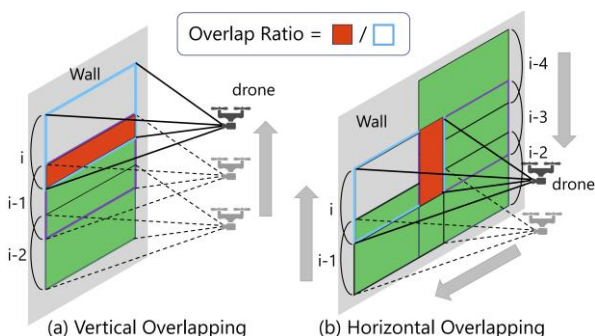 Overlap Ratio = /
Wall
drone
i
i-1
i-2
(a) Vertical Overlapping
Wall
i-4
i-3
i-2
drone
i
i-1
(b) Horizontal Overlapping